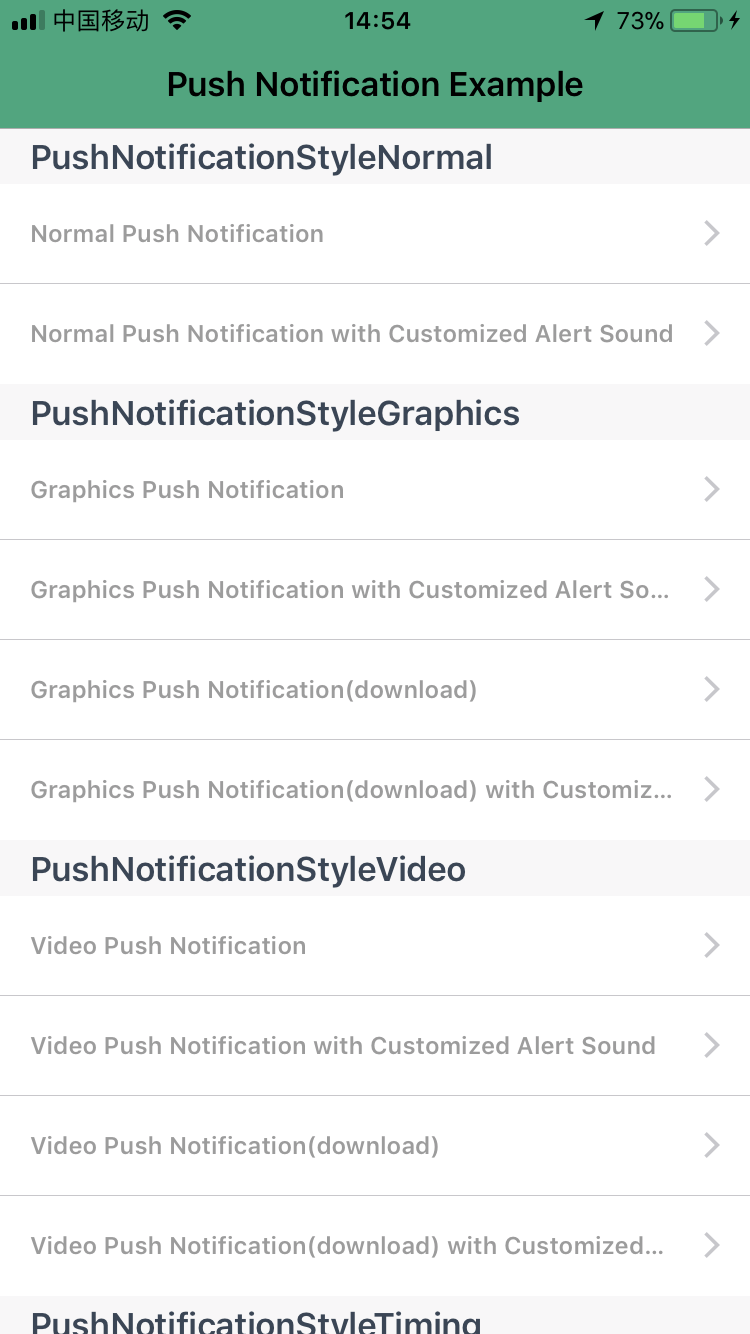 中国移动 14:54 73%
Push Notification Example
PushNotificationStyleNormal
Normal Push Notification
Normal Push Notification with Customized Alert Sound
PushNotificationStyleGraphics
Graphics Push Notification
Graphics Push Notification with Customized Alert So...
Graphics Push Notification(download)
Graphics Push Notification(download) with Customiz...
PushNotificationStyleVideo
Video Push Notification
Video Push Notification with Customized Alert Sound
Video Push Notification(download)
Video Push Notification(download) with Customized...
PushNotificationStyleTiming